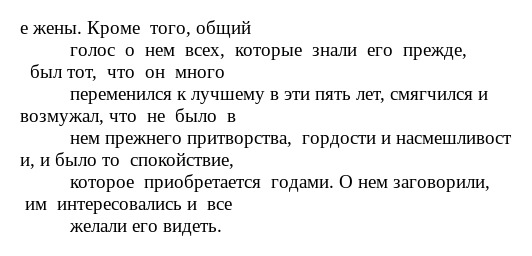 е жены. Кроме того, общий
голос о нем всех, которые знали его прежде,
был тот, что он много
переменился к лучшему в эти пять лет, смягчился и
возмужал, что не было в
нем прежнего притворства, гордости и насмешливост
и, и было то спокойствие,
которое приобретается годами. О нем заговорили,
им интересовались и все
желали его видеть.